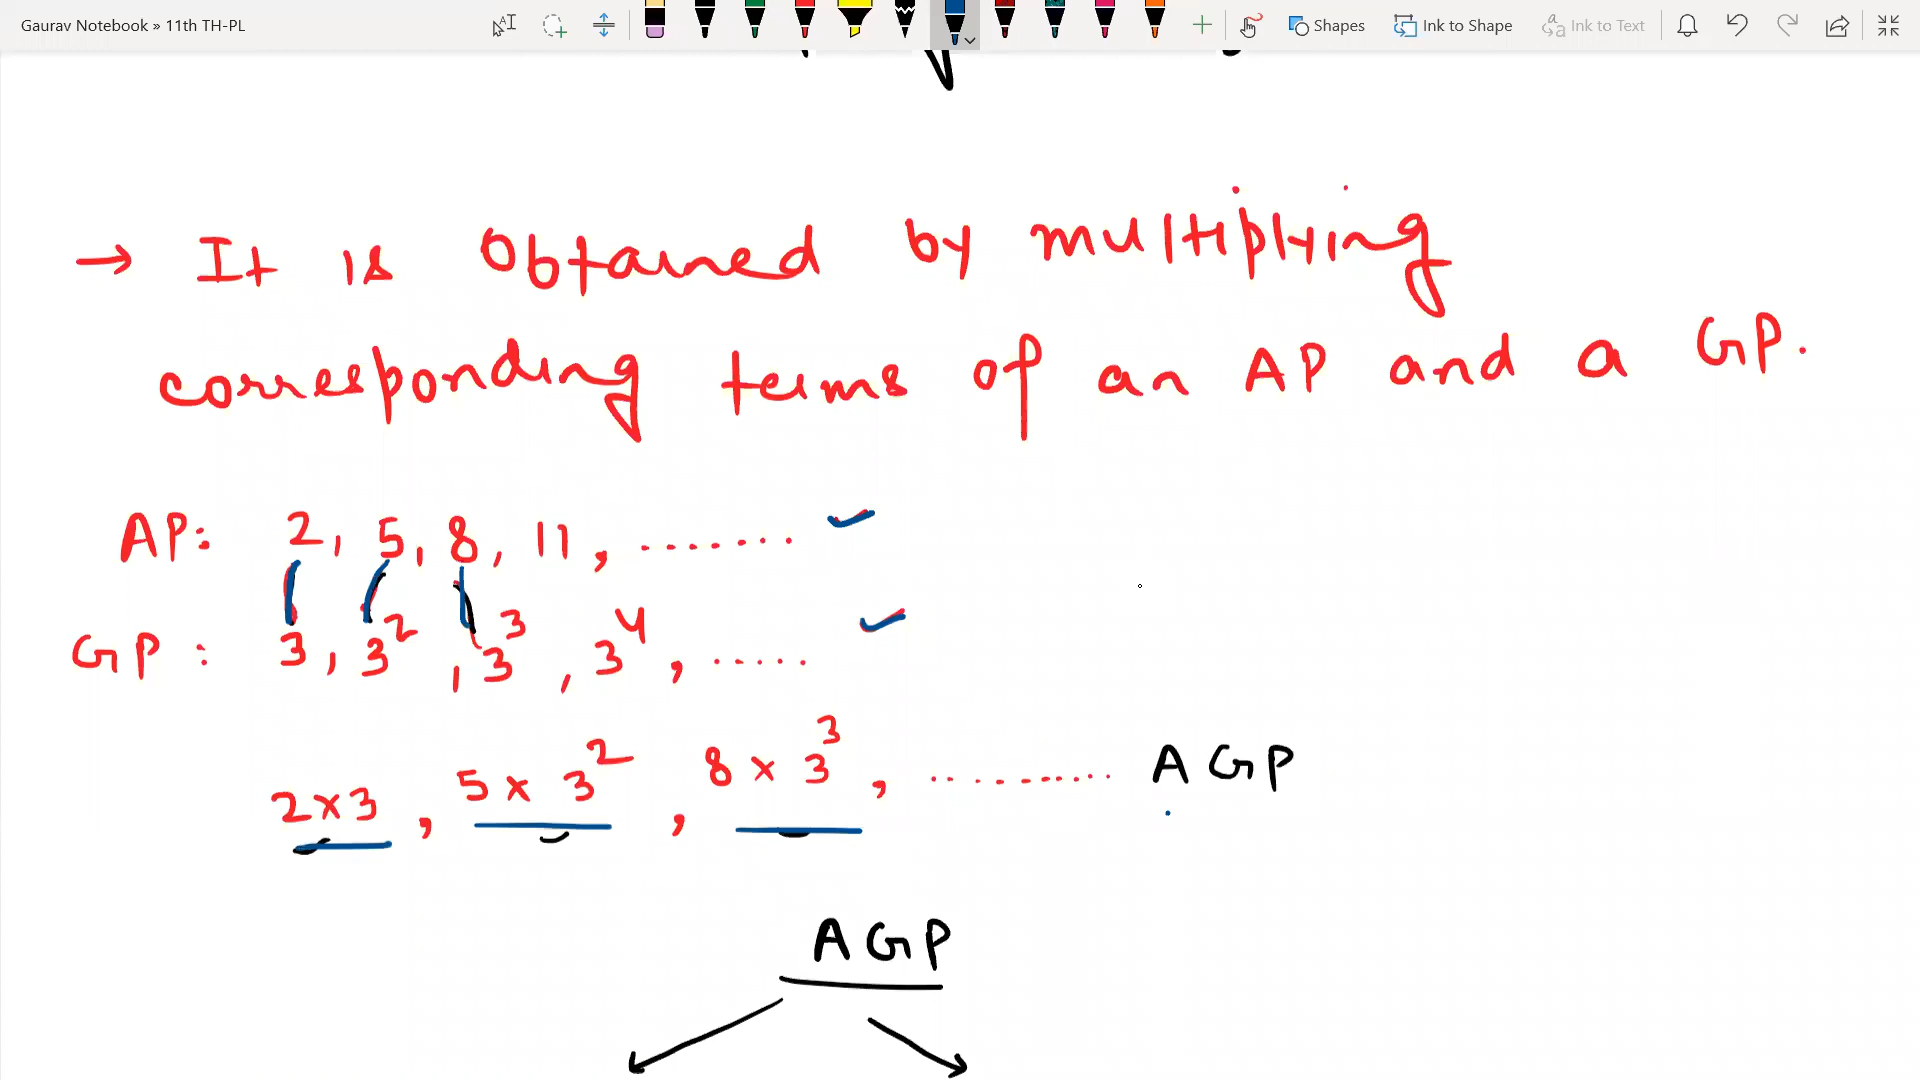 Gaurav Notebook » 11th TH-PL
Shapes Ink to Shape Ink to Text
→ It is obtained by multiplying
corresponding terms of an AP and a GP.
AP: 2, 5, 8, 11, ........
GP: 3, 3², 3³, 3⁴, .....
2×3, 5×3², 8×3³, .......... AGP
AGP